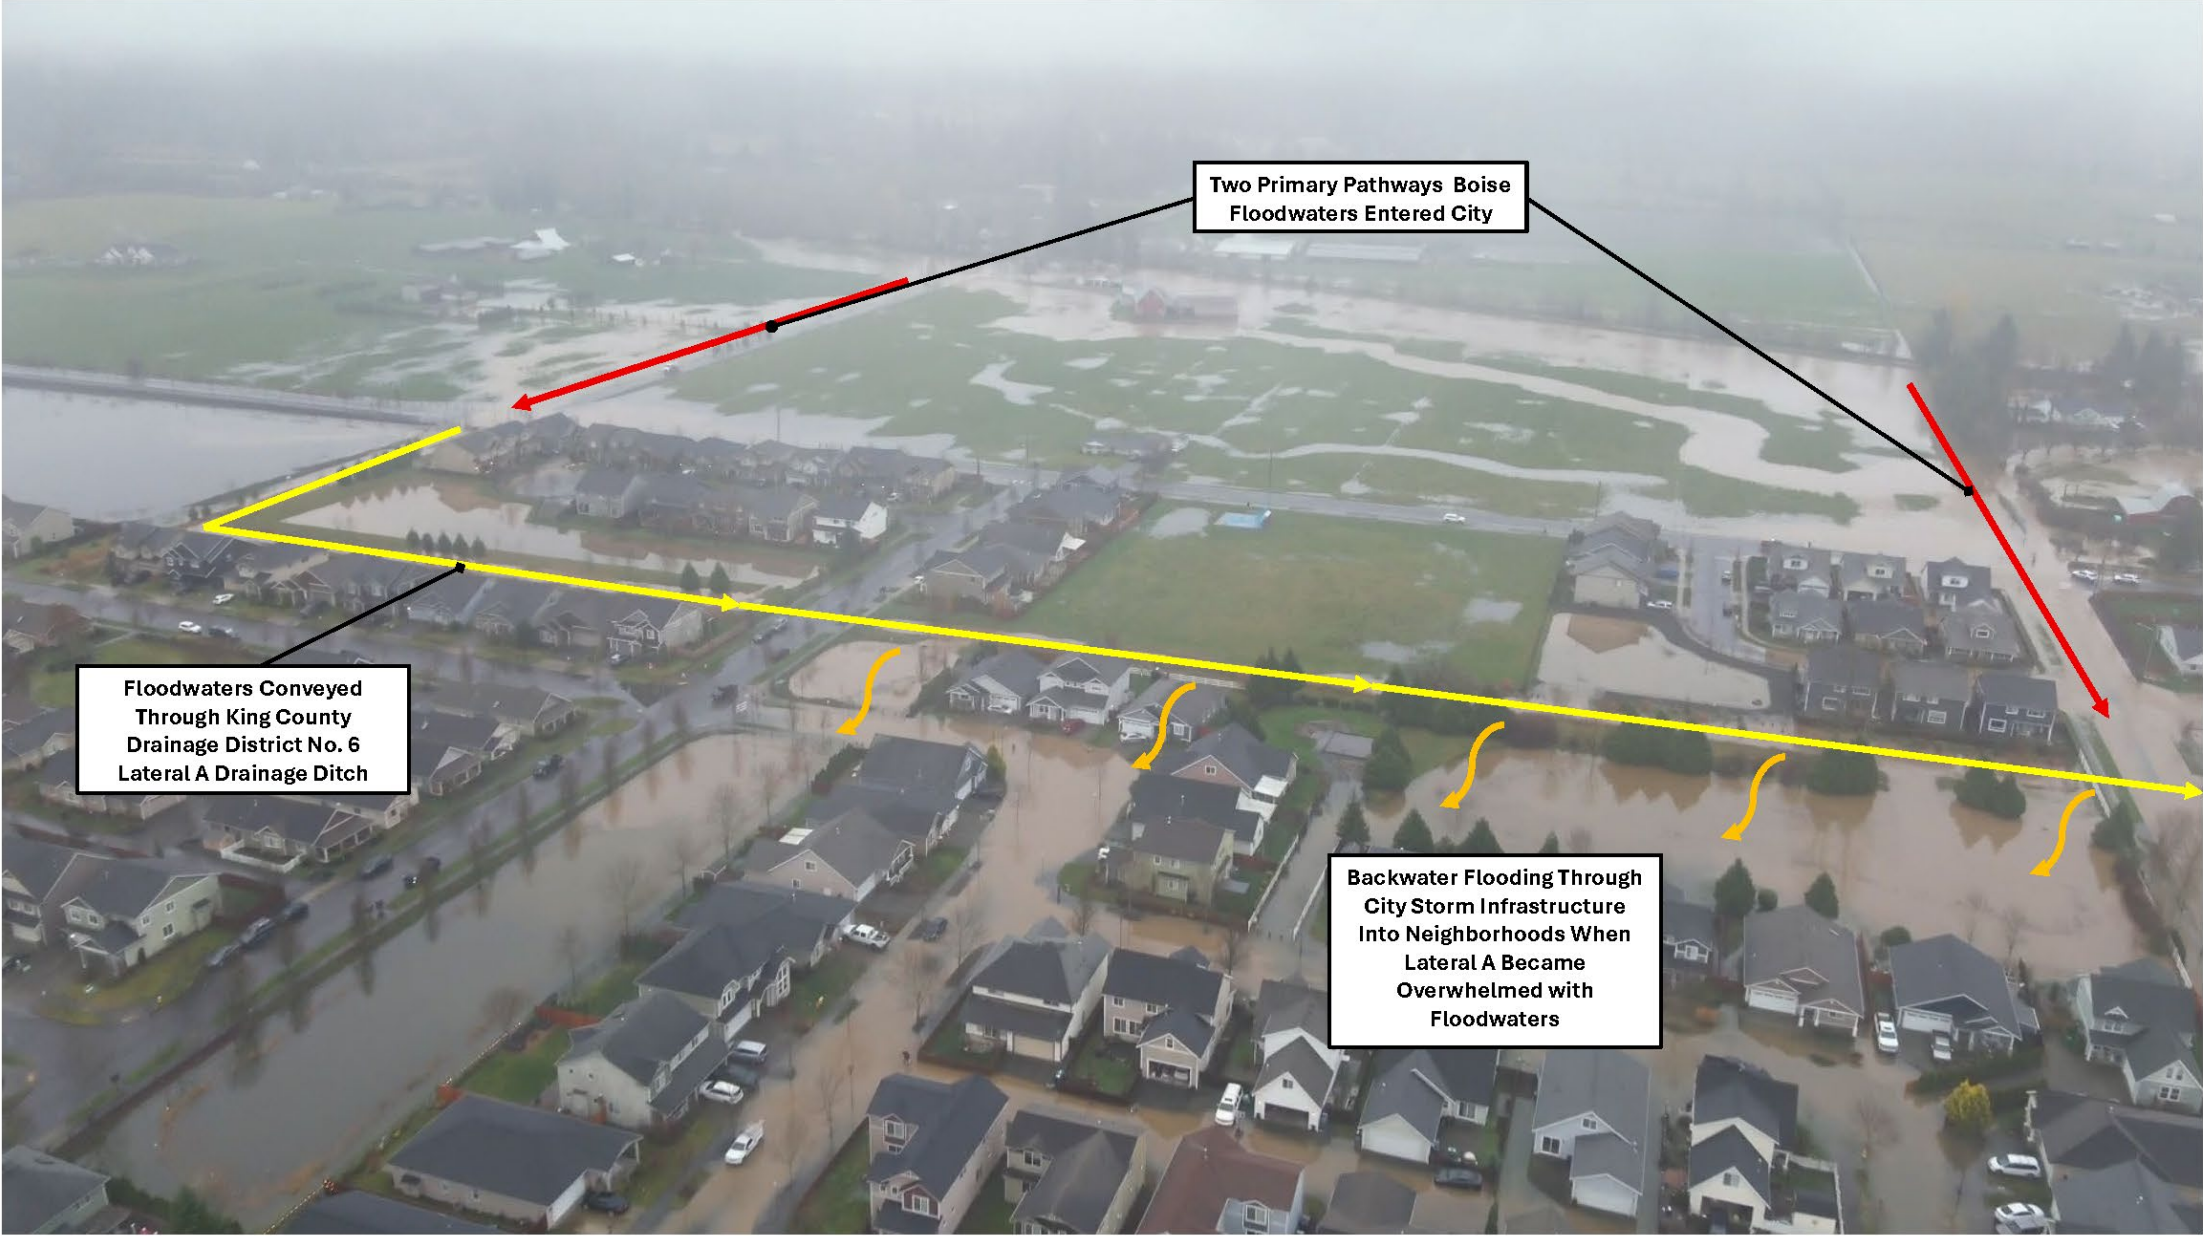 Two Primary Pathways Boise
Floodwaters Entered City
Floodwaters Conveyed
Through King County
Drainage District No. 6
Lateral A Drainage Ditch
Backwater Flooding Through
City Storm Infrastructure
Into Neighborhoods When
Lateral A Became
Overwhelmed with
Floodwaters